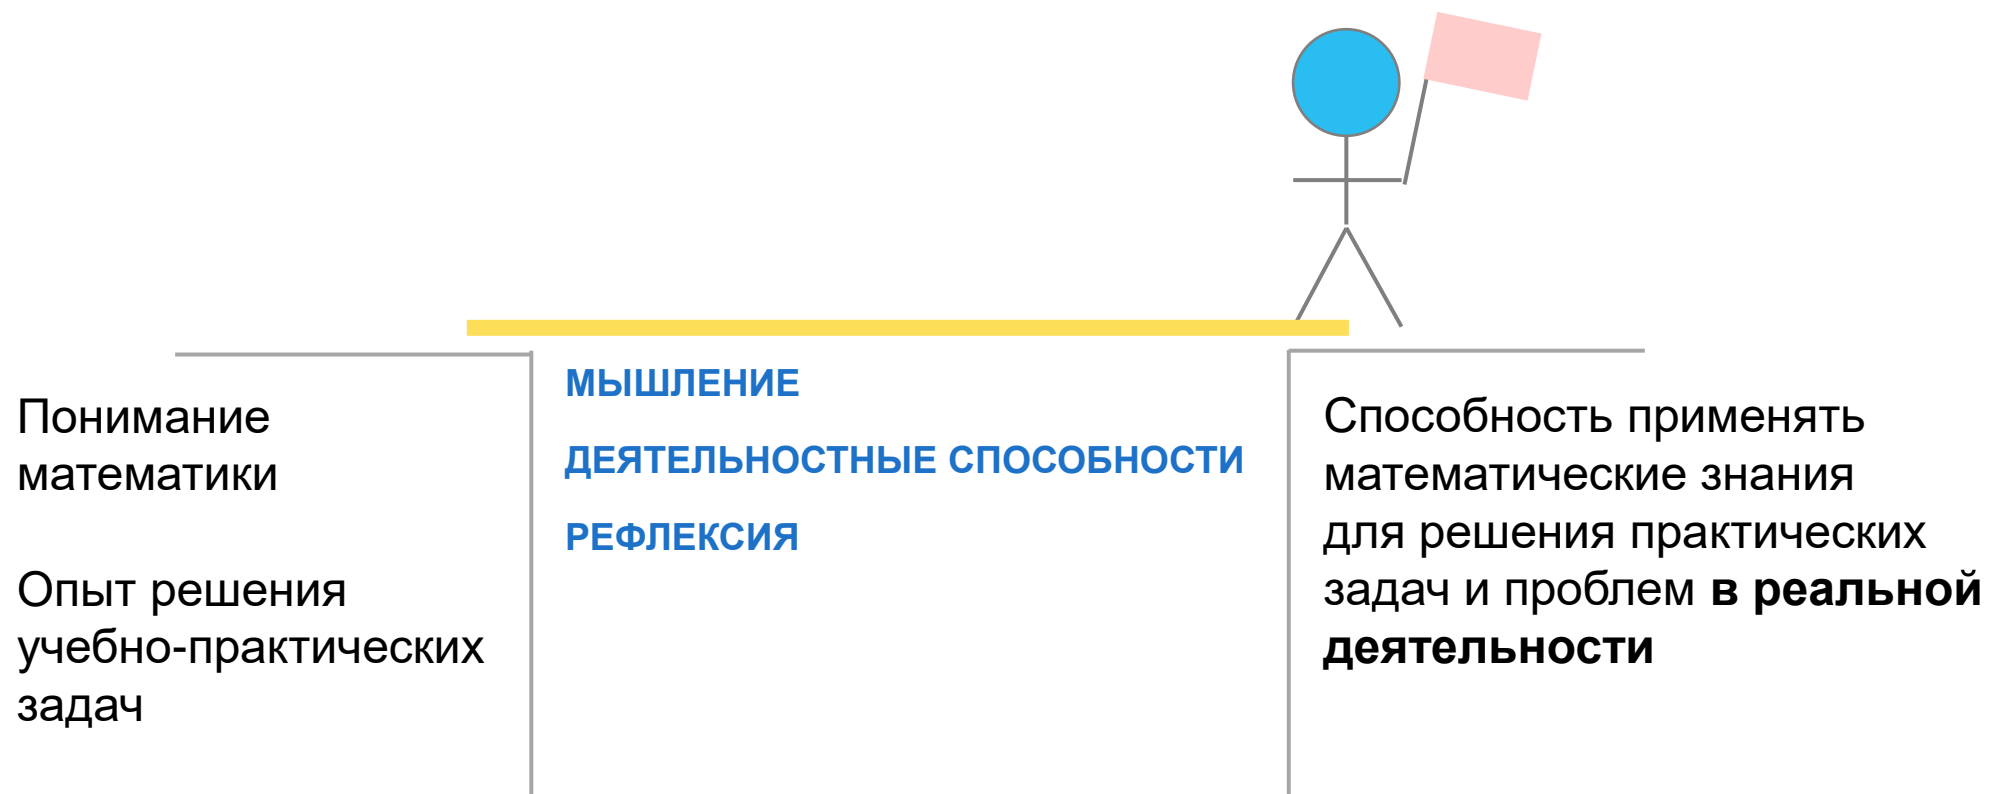 Понимание
математики
Опыт решения
учебно-практических
задач
МЫШЛЕНИЕ
ДЕЯТЕЛЬНОСТНЫЕ СПОСОБНОСТИ
РЕФЛЕКСИЯ
Способность применять
математические знания
для решения практических
задач и проблем в реальной
деятельности